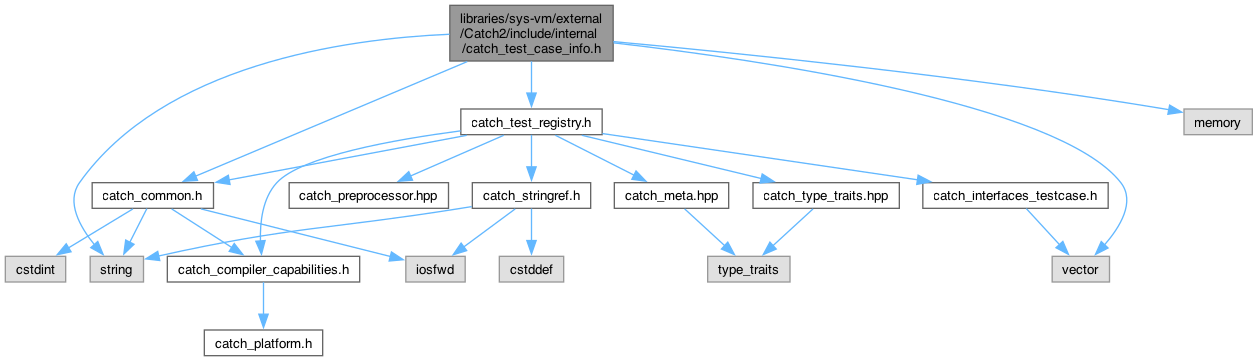 libraries/sys-vm/external
/Catch2/include/internal
/catch_test_case_info.h
catch_test_registry.h
memory
catch_common.h
catch_preprocessor.hpp
catch_stringref.h
catch_meta.hpp
catch_type_traits.hpp
catch_interfaces_testcase.h
cstdint
string
catch_compiler_capabilities.h
iosfwd
cstddef
type_traits
vector
catch_platform.h